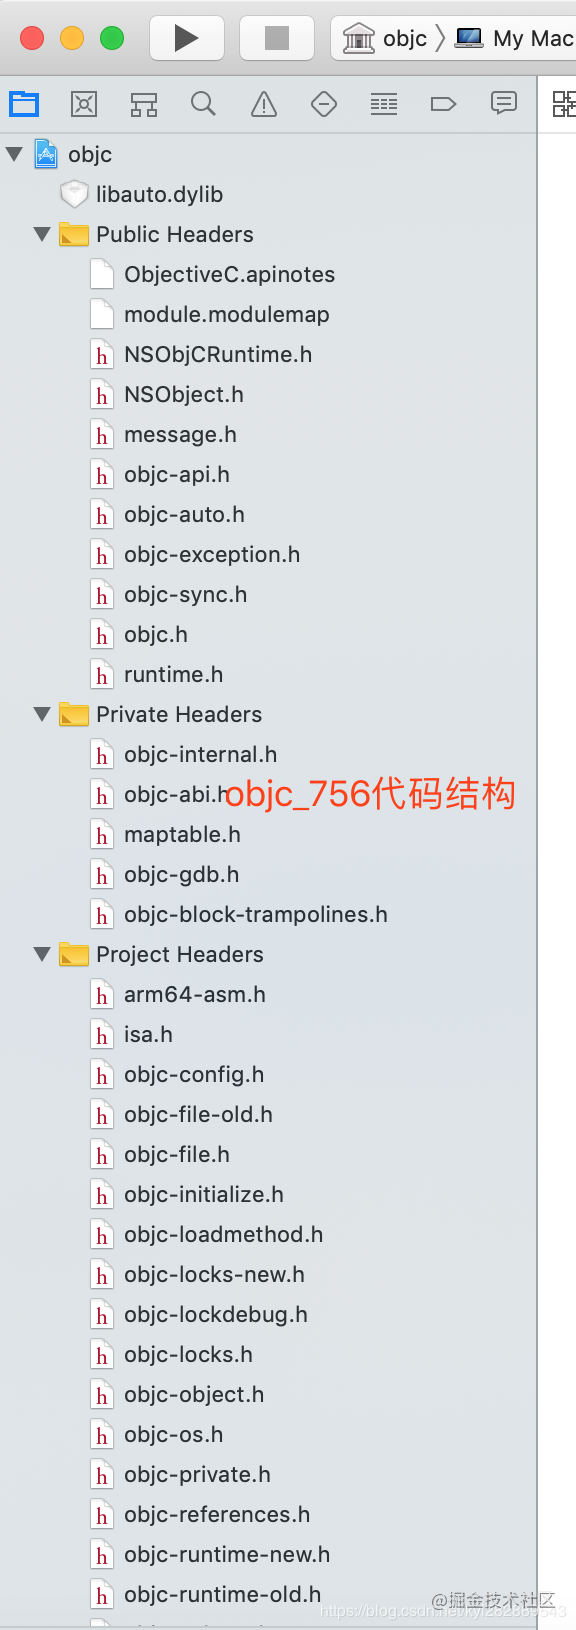 objc 〉 My Mac
objc
libauto.dylib
Public Headers
ObjectiveC.apinotes
module.modulemap
NSObjCRuntime.h
NSObject.h
message.h
objc-api.h
objc-auto.h
objc-exception.h
objc-sync.h
objc.h
runtime.h
Private Headers
objc-internal.h
objc-abi.h
objc_756代码结构
maptable.h
objc-gdb.h
objc-block-trampolines.h
Project Headers
arm64-asm.h
isa.h
objc-config.h
objc-file-old.h
objc-file.h
objc-initialize.h
objc-loadmethod.h
objc-locks-new.h
objc-lockdebug.h
objc-locks.h
objc-object.h
objc-os.h
objc-private.h
objc-references.h
objc-runtime-new.h
objc-runtime-old.h
@掘金技术社区